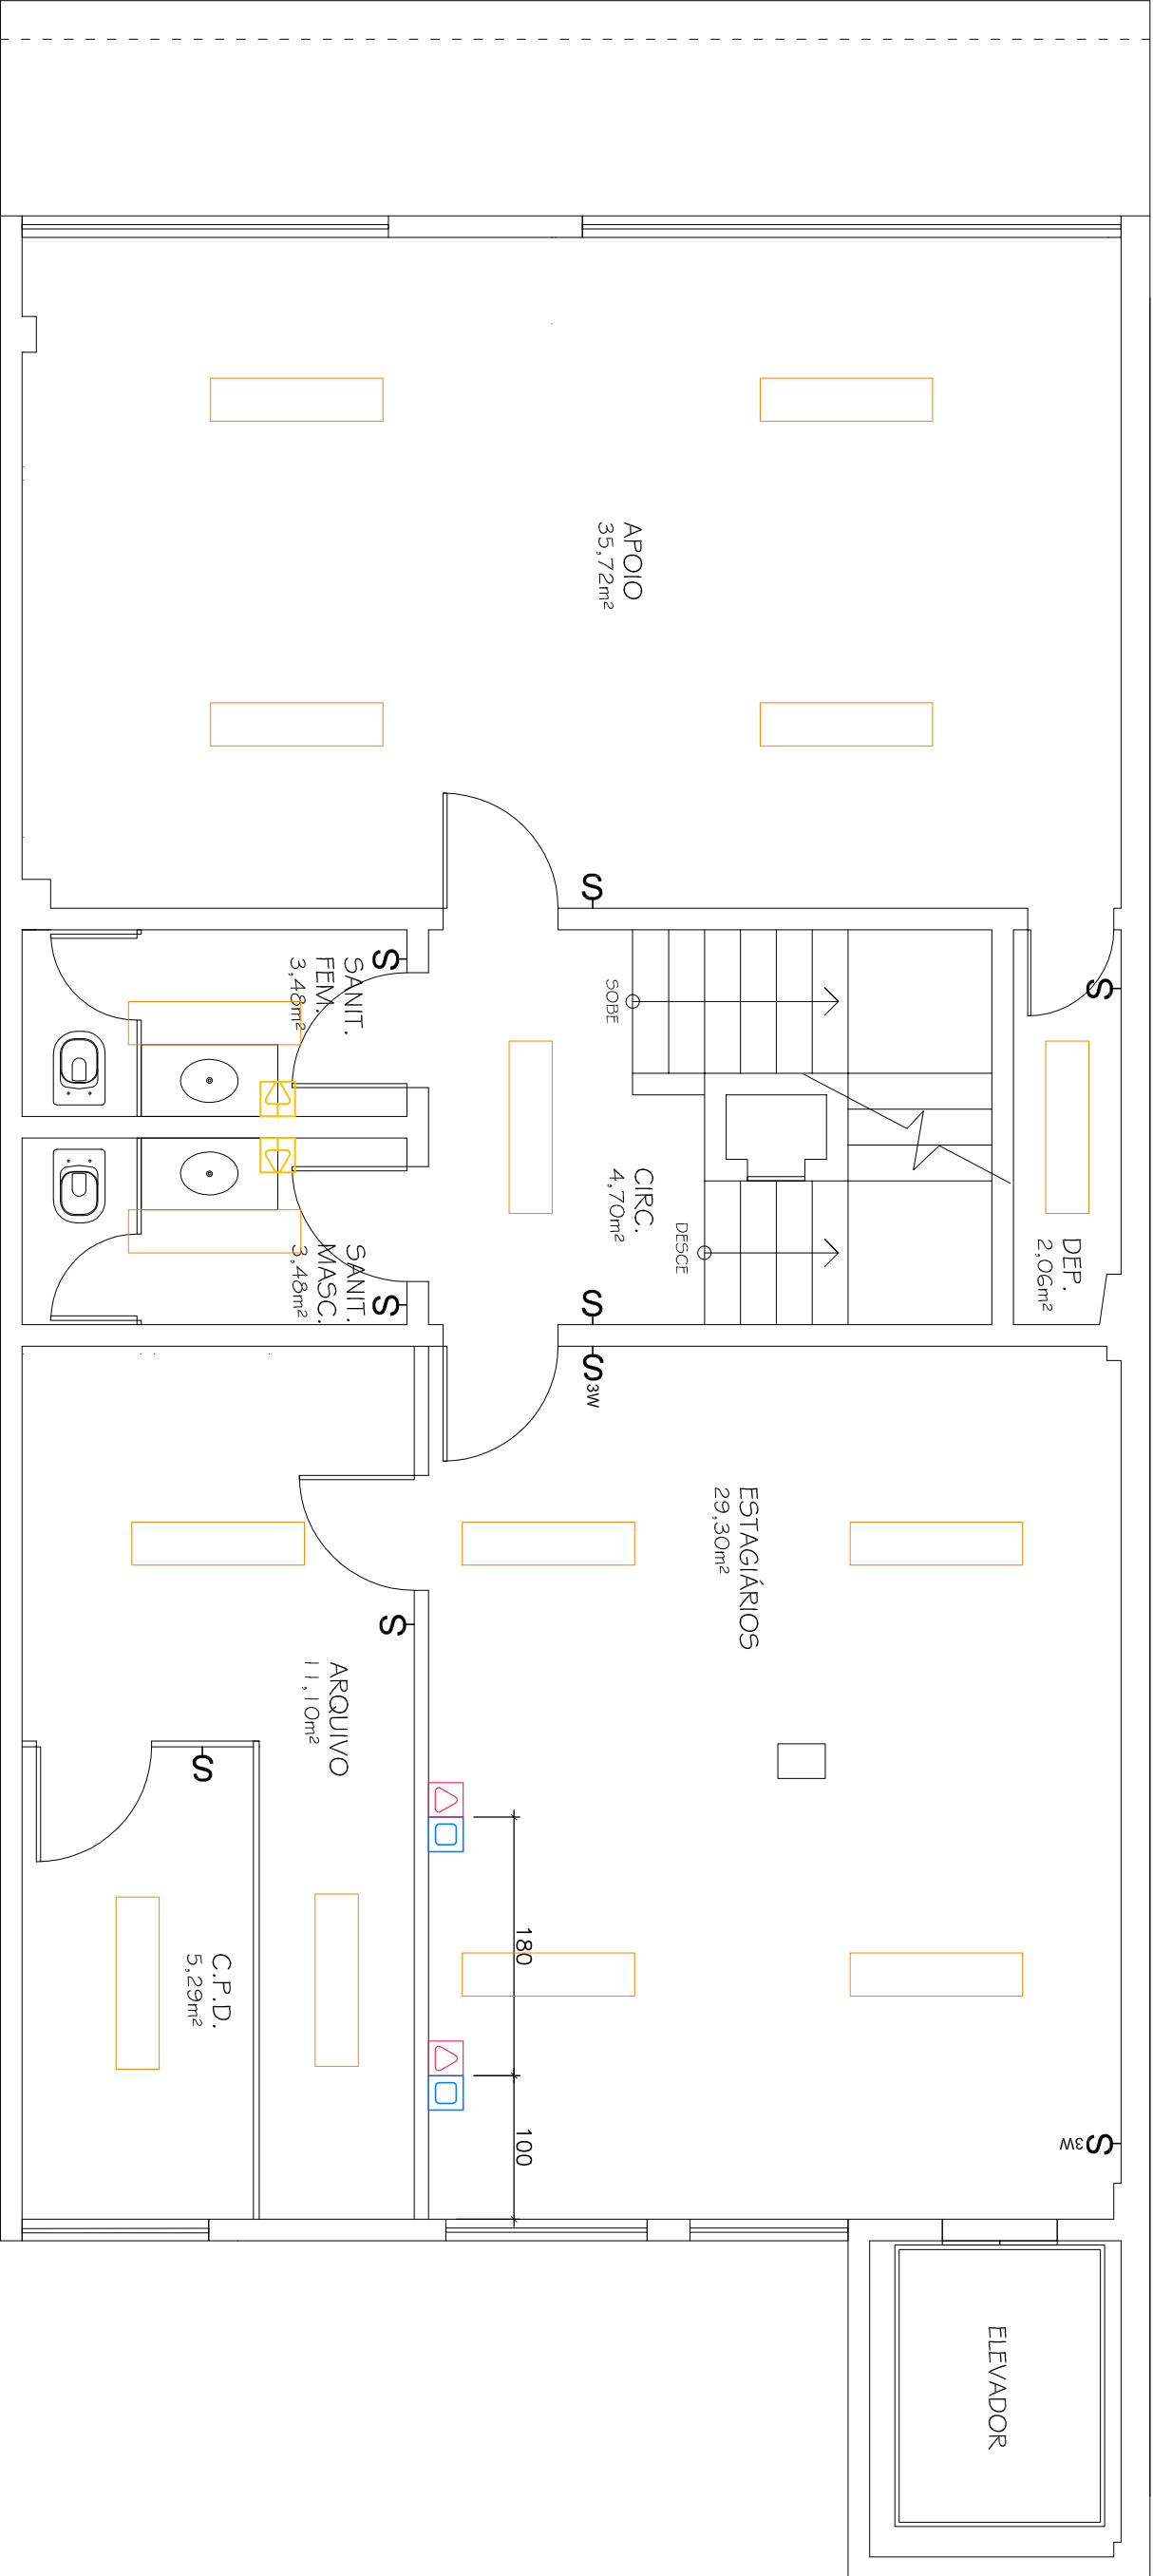 APOIO
35,72m²
S
S
SANIT.
FEM.
3,48m²
SOBE
S
CIRC.
4,70m²
DESCE
DEP.
2,06m²
SANIT.
MASC.
3,48m²
S
S
S3W
ESTAGIÁRIOS
29,30m²
S
ARQUIVO
11,10m²
S
C.P.D.
5,29m²
180
100
S3W
ELEVADOR